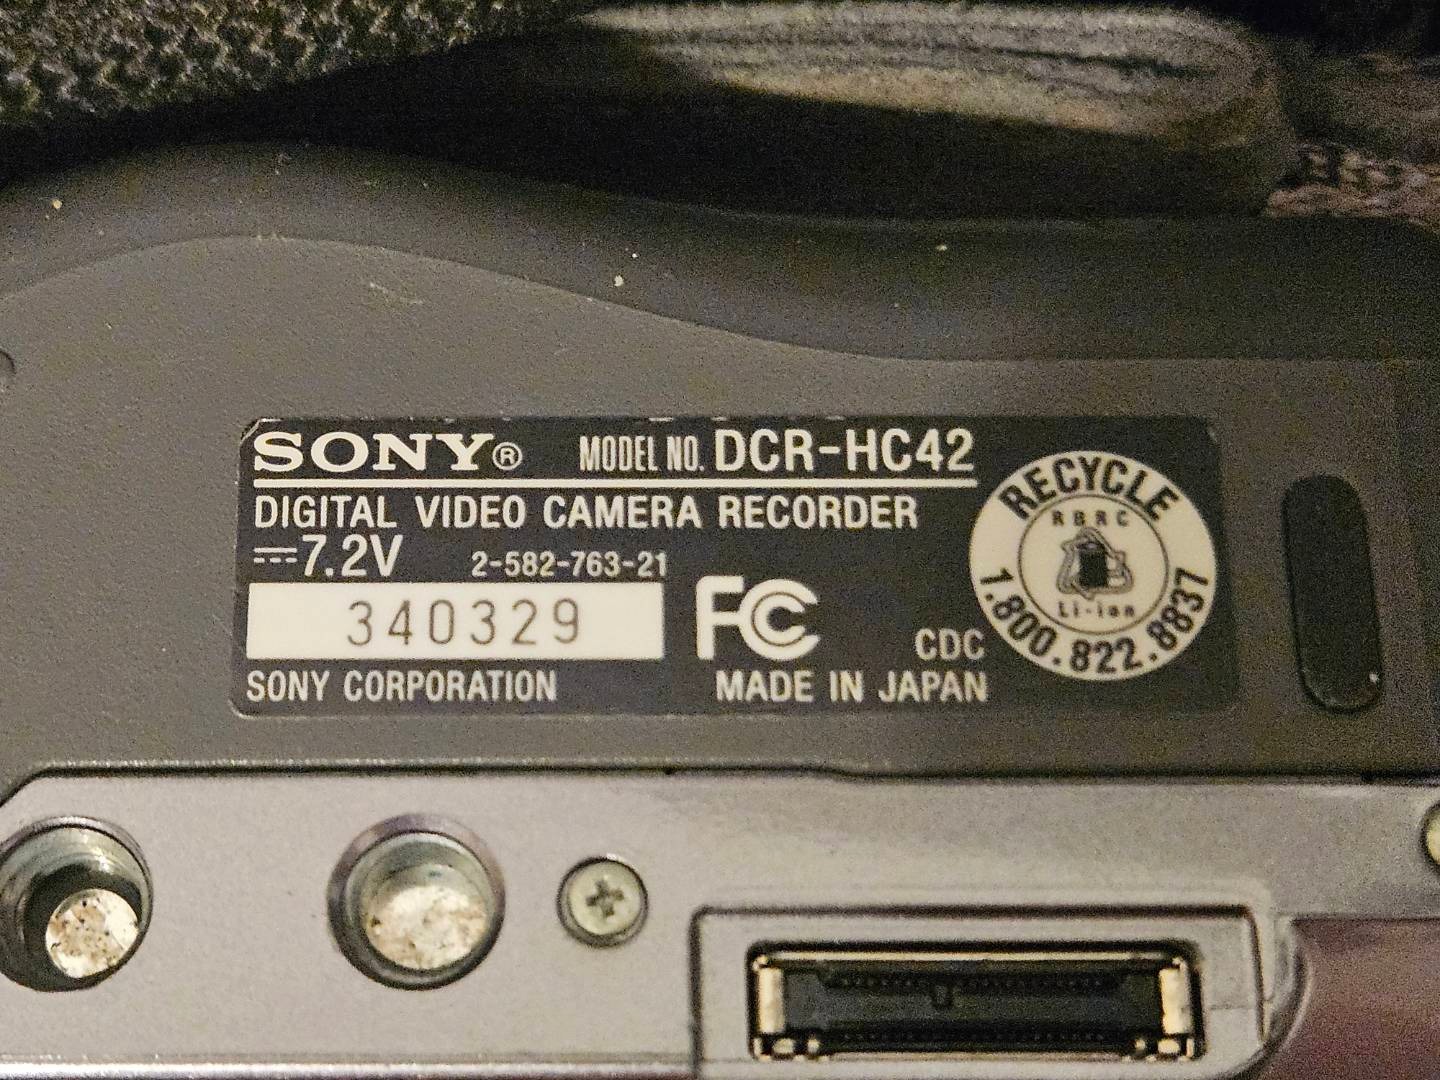 SONY® MODEL NO. DCR-HC42
DIGITAL VIDEO CAMERA RECORDER
7.2V 2-582-763-21
340329
FC
CDC
SONY CORPORATION MADE IN JAPAN
RECYCLE
RBRC
Li-ion
1.800.822.8837